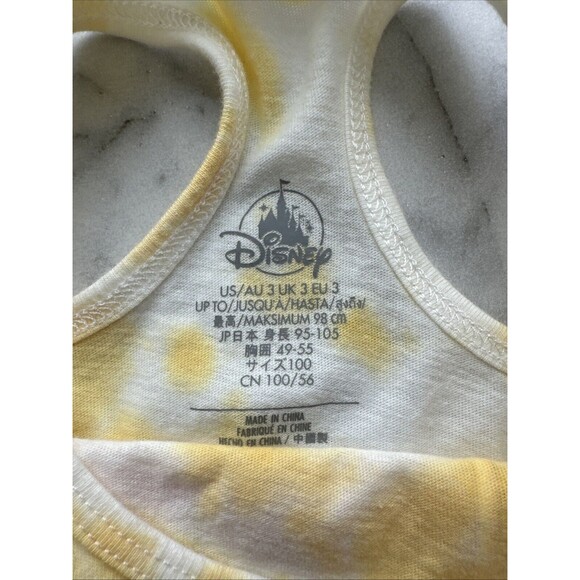 Disney
US/AU 3 UK 3 EU 3
UP TO/JUSQU'À/HASTA/สูงถึง/
最高/MAKSIMUM 98 cm
JP日本 身長 95-105
胸囲 49-55
サイズ100
CN 100/56
MADE IN CHINA
FABRIQUÉ EN CHINE
HECHO EN CHINA / 中國製